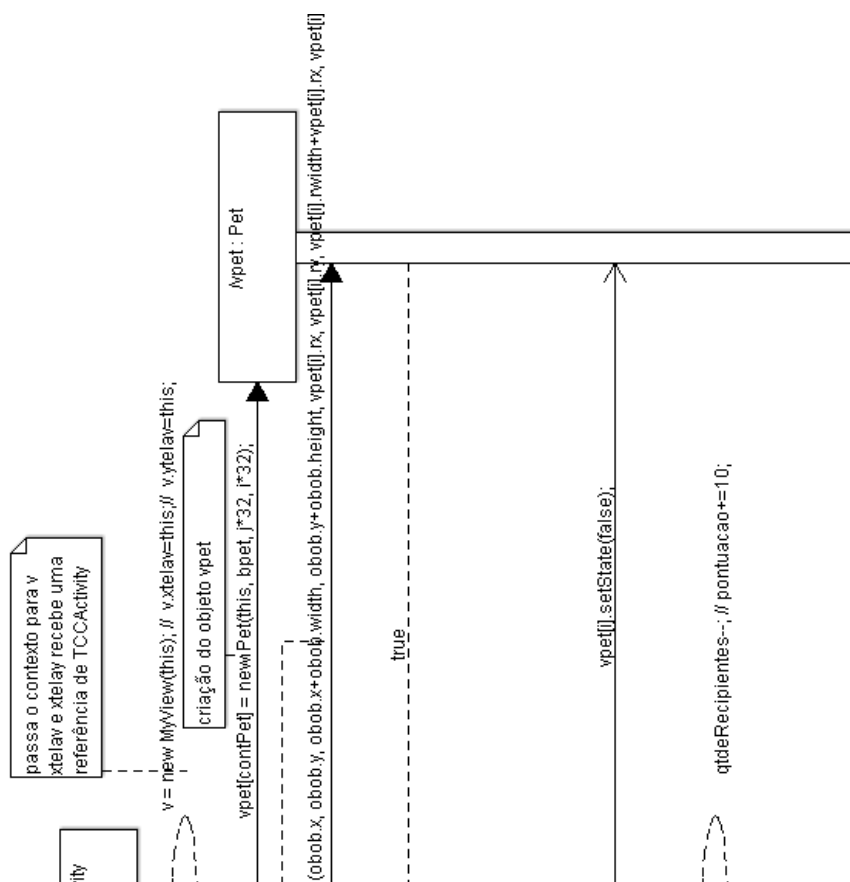 passa o contexto para v
xtelav e xtelay recebe uma
referência de TCCActivity
v = new MyView(this); // v.xtelav=this;// v.ytelav=this;
criação do objeto vpet
/vpet : Pet
vpet[contPet] = new Pet(this, bpet, j*32, i*32);
(obob.x, obob.y, obob.x+obob.width, obob.y+obob.height, vpet[i].rx, vpet[i].ry, vpet[i].rwidth+vpet[i].rx, vpet[i]
true
vpet[i].setState(false);
qtdeRecipientes--; // pontuacao+=10;